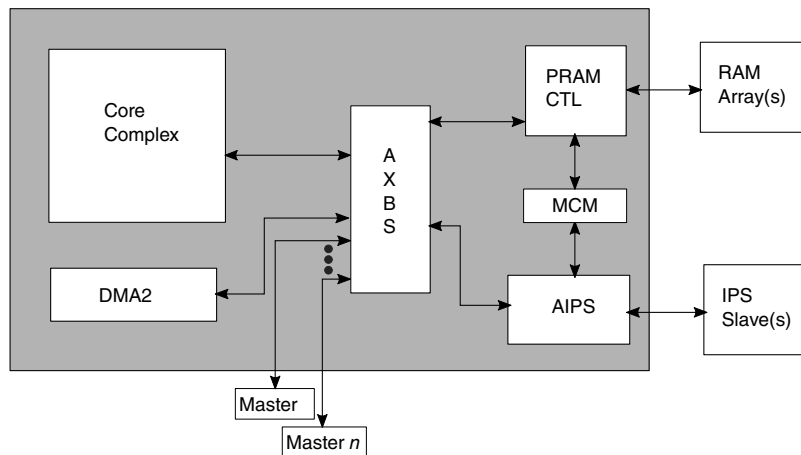 Core
Complex
DMA2
A
X
B
S
PRAM
CTL
MCM
AIPS
RAM
Array(s)
IPS
Slave(s)
Master
Master n